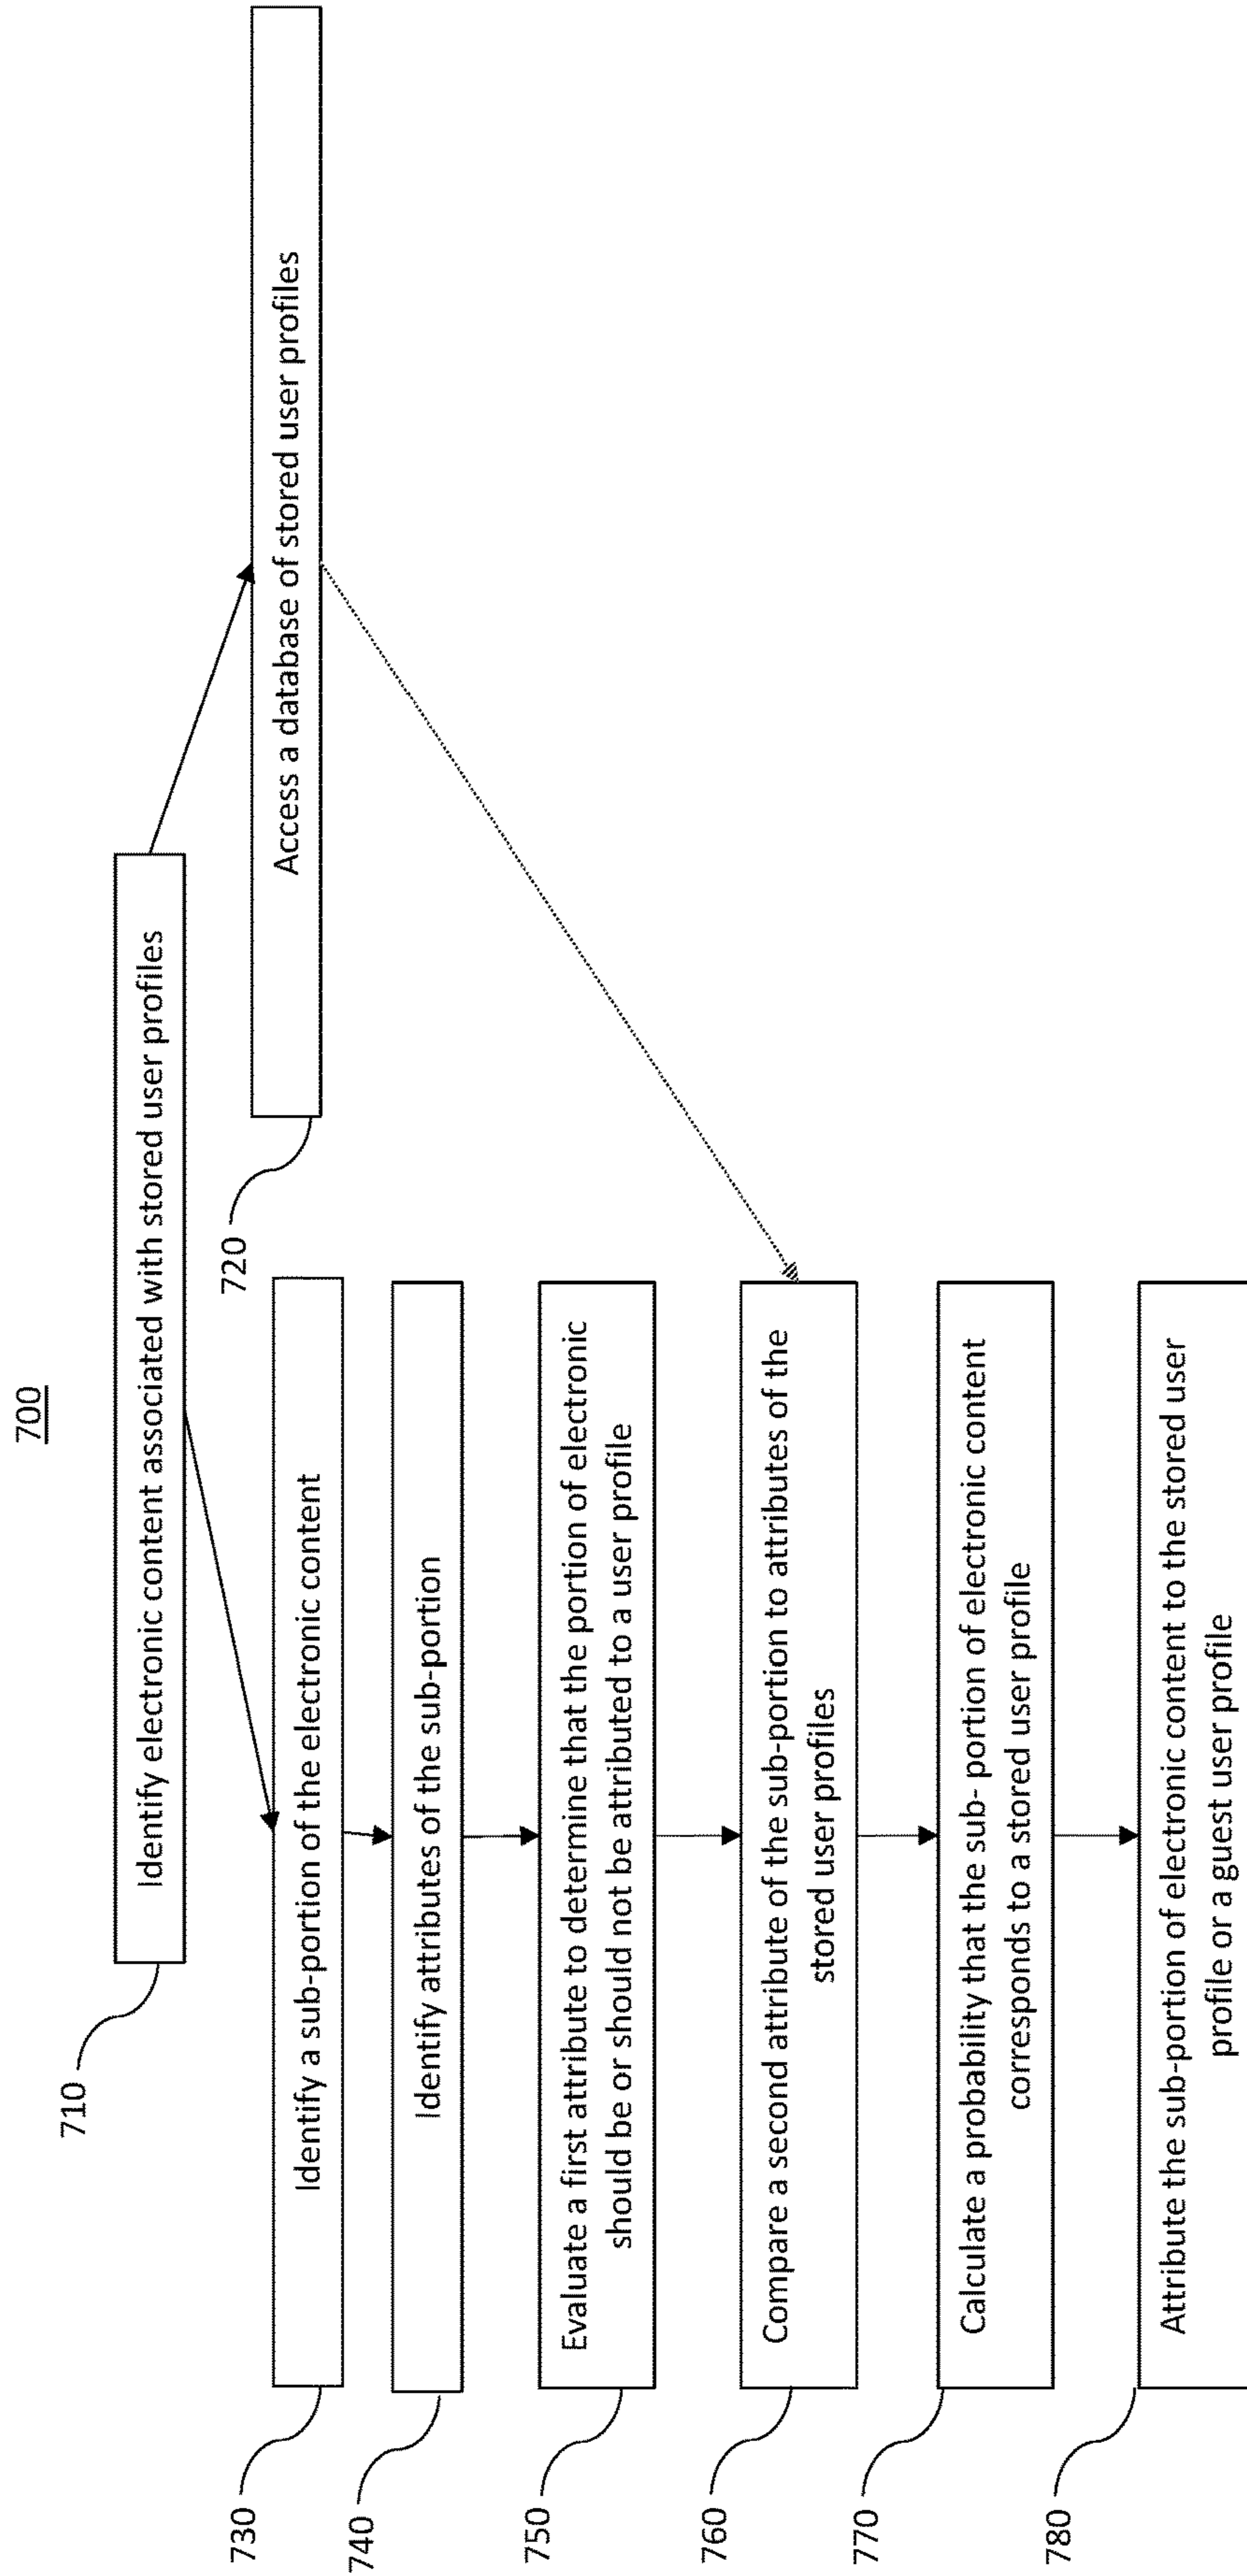 700
710
Identify electronic content associated with stored user profiles
720
Access a database of stored user profiles
730
Identify a sub-portion of the electronic content
740
Identify attributes of the sub-portion
750
Evaluate a first attribute to determine that the portion of electronic
should be or should not be attributed to a user profile
760
Compare a second attribute of the sub-portion to attributes of the
stored user profiles
770
Calculate a probability that the sub- portion of electronic content
corresponds to a stored user profile
780
Attribute the sub-portion of electronic content to the stored user
profile or a guest user profile